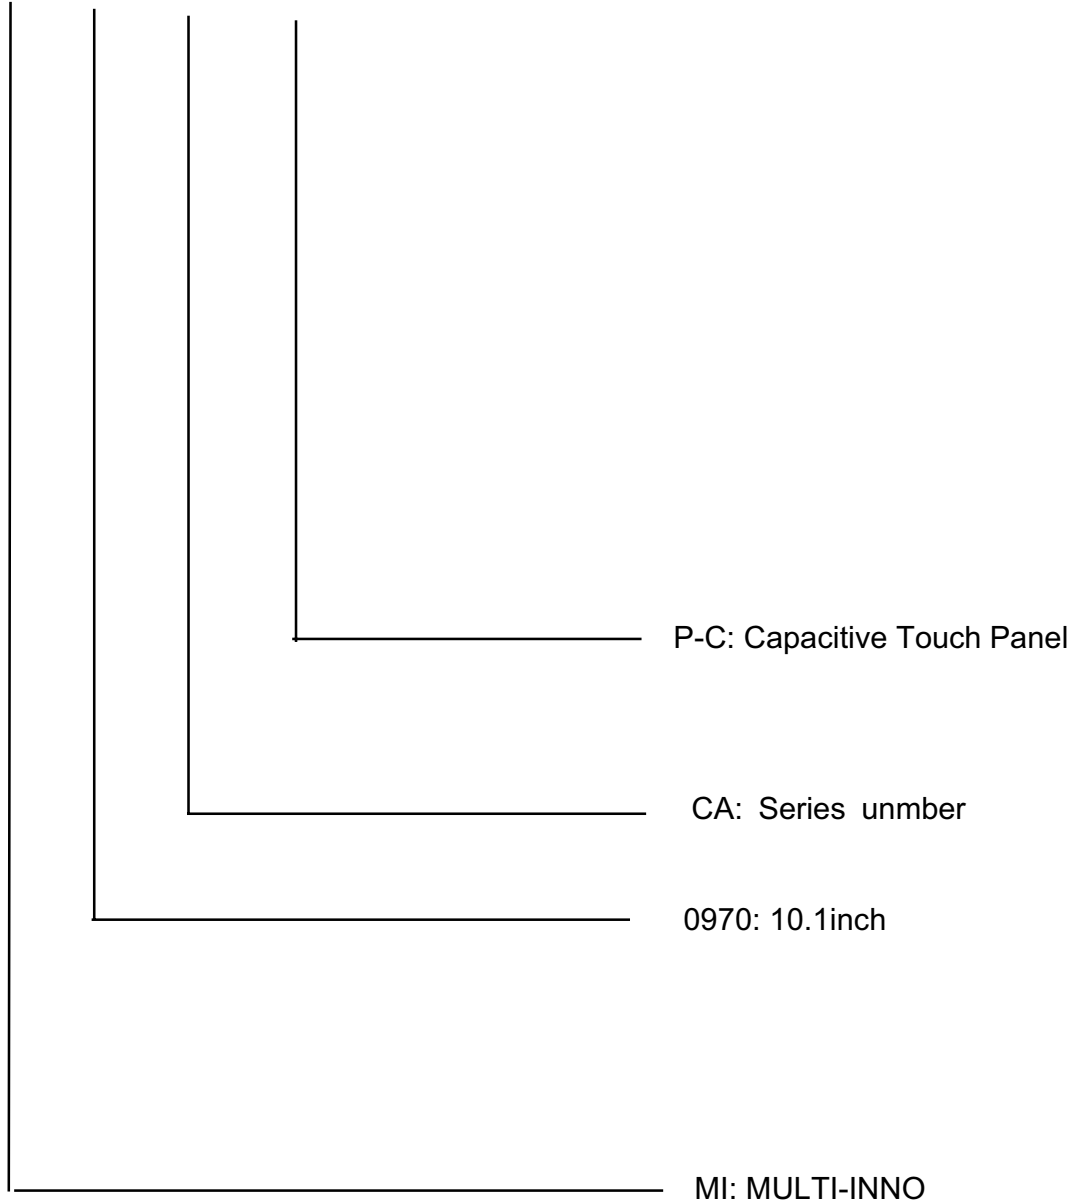 P-C: Capacitive Touch Panel
CA: Series unmber
0970: 10.1inch
MI: MULTI-INNO